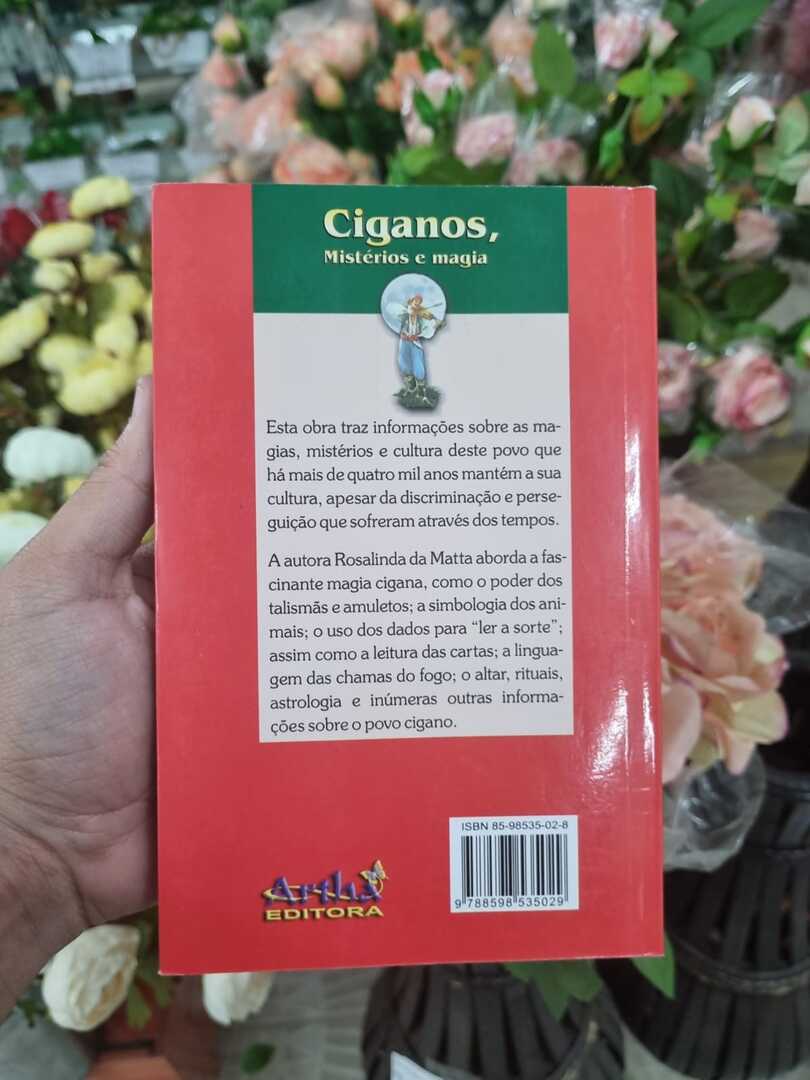 Ciganos,
Mistérios e magia
Esta obra traz informações sobre as ma-
gias, mistérios e cultura deste povo que
há mais de quatro mil anos mantém a sua
cultura, apesar da discriminação e perse-
guição que sofreram através dos tempos.
A autora Rosalinda da Matta aborda a fas-
cinante magia cigana, como o poder dos
talismãs e amuletos; a simbologia dos ani-
mais; o uso dos dados para “ler a sorte”;
assim como a leitura das cartas; a lingua-
gem das chamas do fogo; o altar, rituais,
astrologia e inúmeras outras informa-
ções sobre o povo cigano.
ISBN 85-98535-02-8
9 788598 535029
Artha
EDITORA